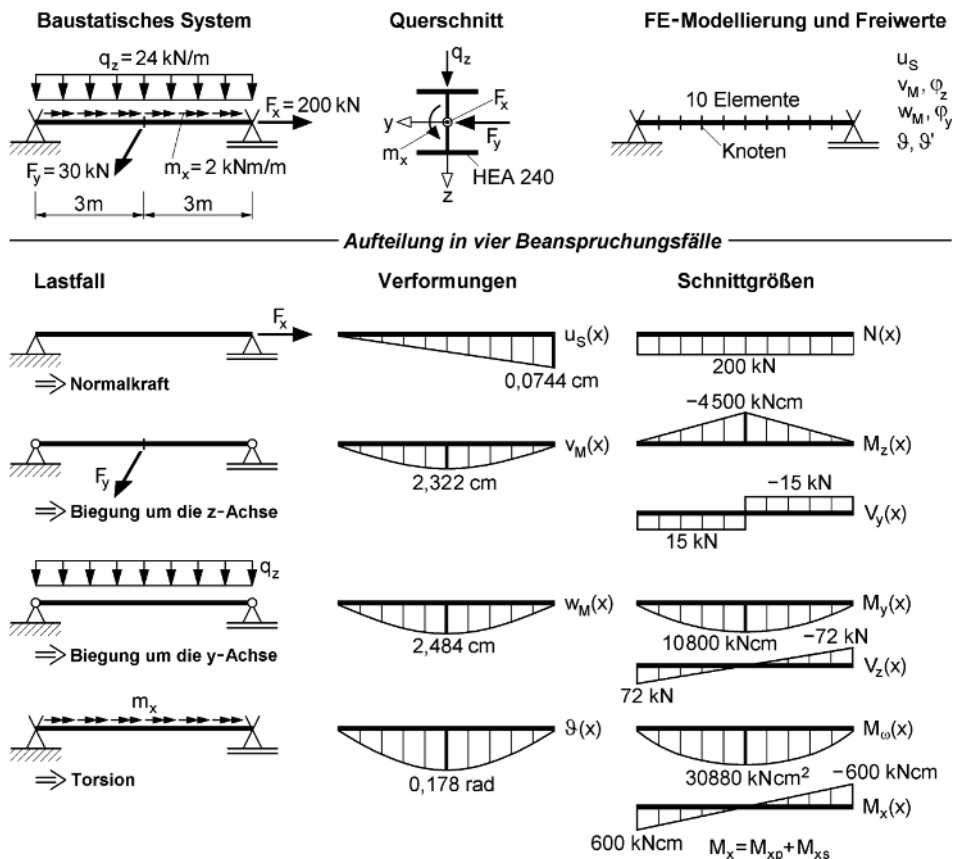 Baustatisches System
Querschnitt
FE-Modellierung und Freiwerte
q_z = 24 kN/m
F_x = 200 kN
F_y = 30 kN
m_x = 2 kNm/m
3m
3m
q_z
F_x
y
F_y
m_x
HEA 240
z
10 Elemente
Knoten
u_S
v_M, φ_z
w_M, φ_y
ϑ, ϑ'
Aufteilung in vier Beanspruchungsfälle
Lastfall
Verformungen
Schnittgrößen
F_x
⇒ Normalkraft
u_S(x)
0,0744 cm
N(x)
200 kN
F_y
⇒ Biegung um die z-Achse
v_M(x)
2,322 cm
−4500 kNcm
M_z(x)
−15 kN
V_y(x)
15 kN
q_z
⇒ Biegung um die y-Achse
w_M(x)
2,484 cm
M_y(x)
10800 kNcm
−72 kN
V_z(x)
72 kN
m_x
⇒ Torsion
ϑ(x)
0,178 rad
M_ω(x)
30880 kNcm²
−600 kNcm
M_x(x)
600 kNcm
M_x = M_xp + M_xs